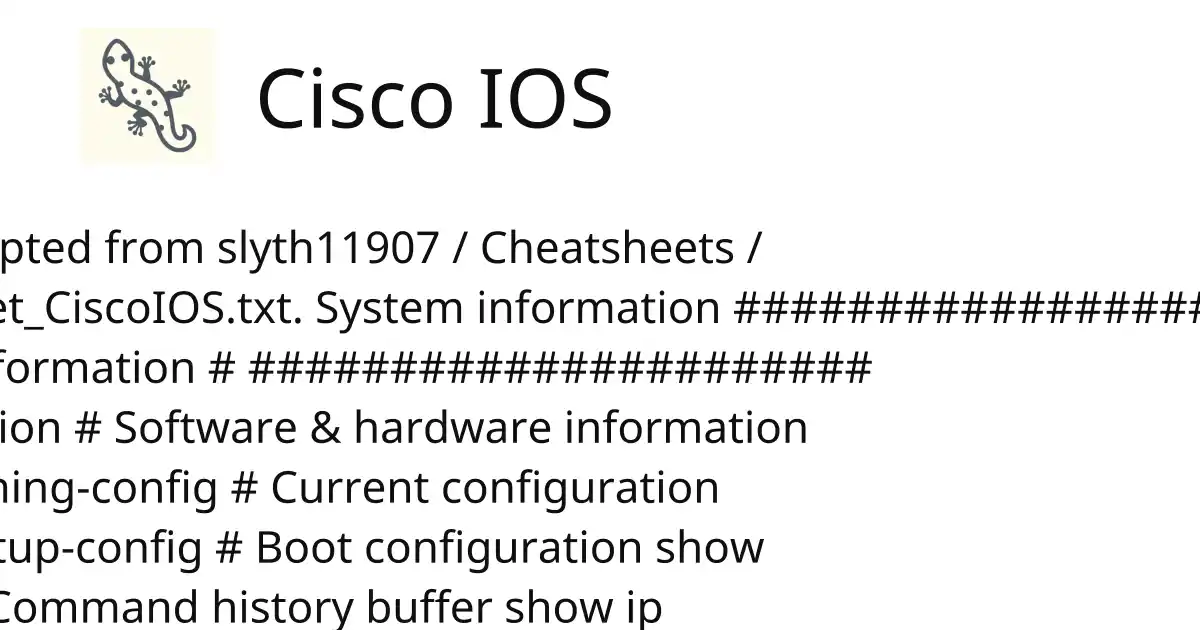 Cisco IOS
pted from slyth11907 / Cheatsheets /
et_CiscoIOS.txt. System information #################
formation # ######################
ion # Software & hardware information
ning-config # Current configuration
tup-config # Boot configuration show
Command history buffer show ip